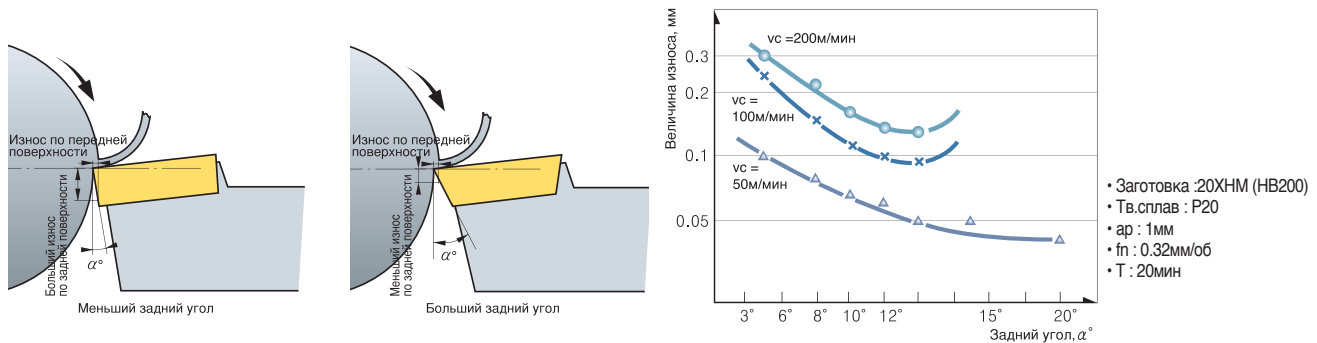 Износ по передней
поверхности
Больший износ
по задней поверхности
α°
Меньший задний угол
Износ по передней
поверхности
Меньший износ
по задней поверхности
α°
Больший задний угол
Величина износа, мм
0.3
0.2
0.1
0.05
vc =200м/мин
vc =
100м/мин
vc =
50м/мин
3° 6° 8° 10° 12° 15° 20°
Задний угол,α°
• Заготовка :20ХНМ (HB200)
• Тв.сплав : P20
• ap : 1мм
• fn : 0.32мм/об
• T : 20мин